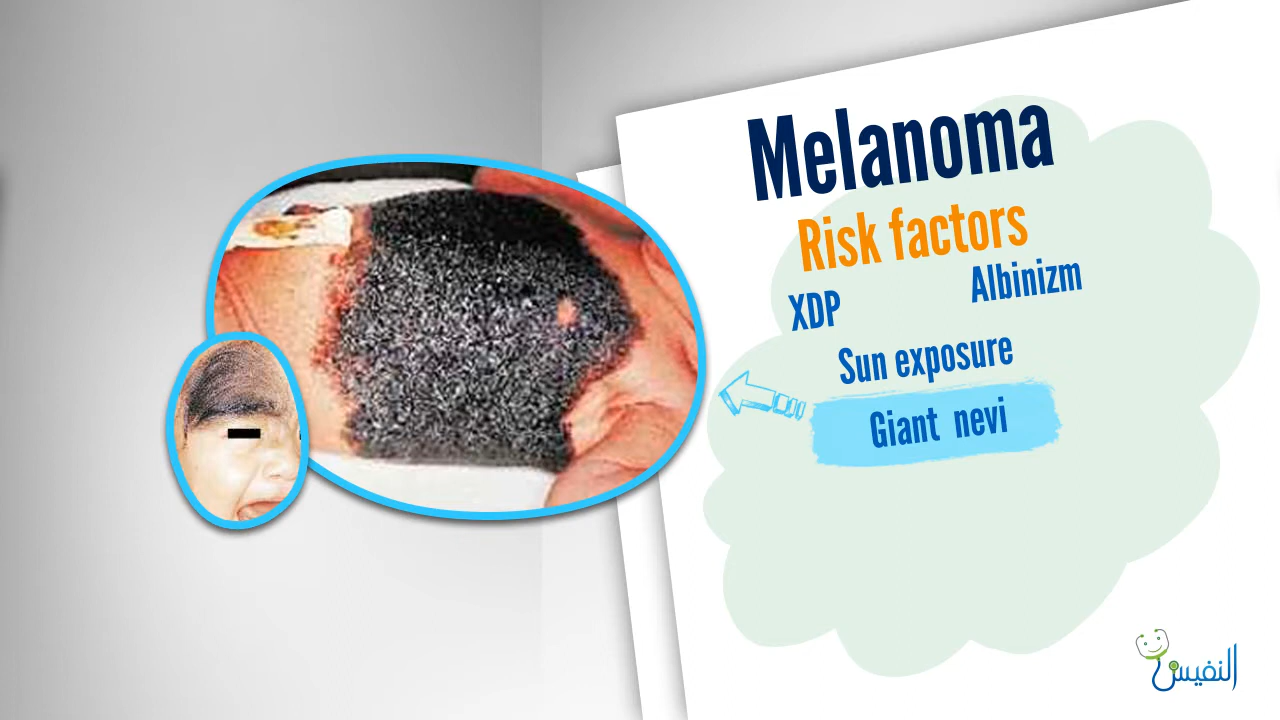 Melanoma
Risk factors
XDP Albinizm
Sun exposure
Giant nevi
النفيس